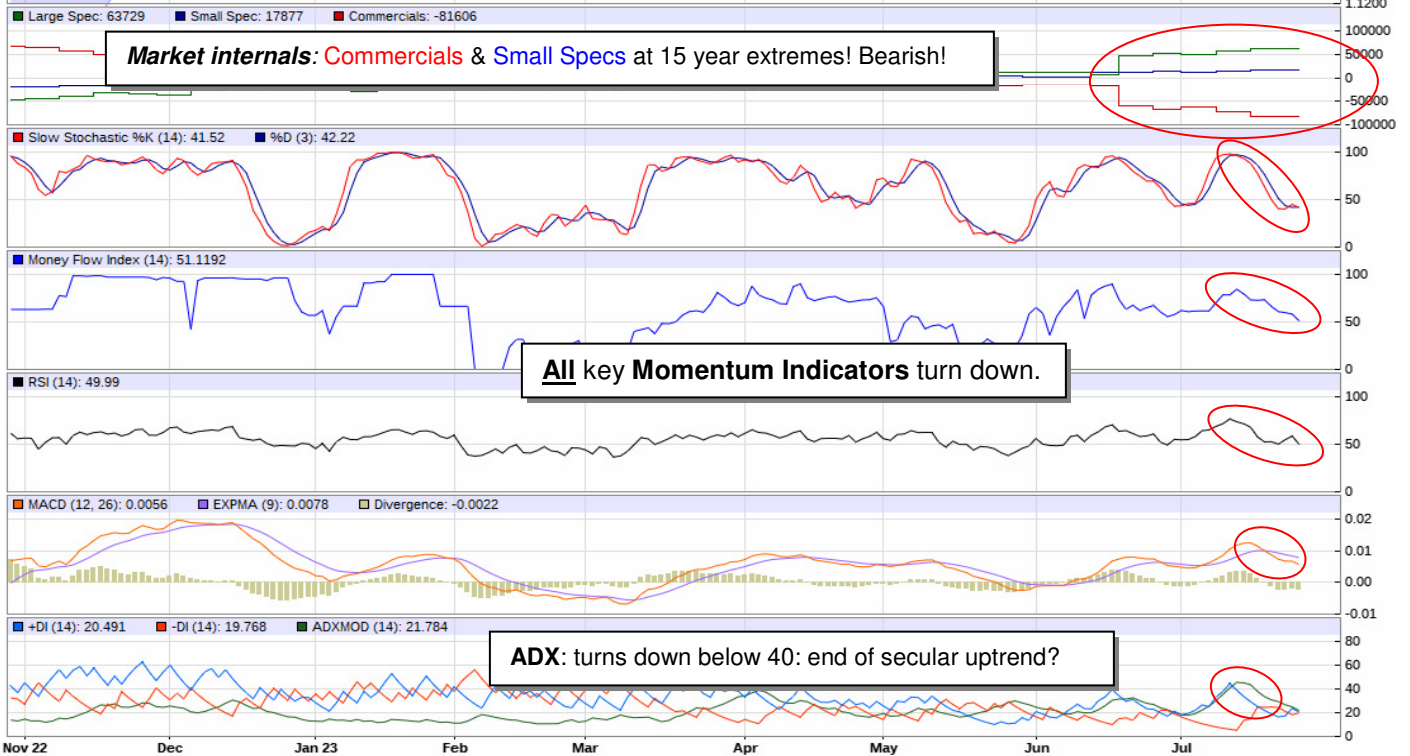 1.1200
Large Spec: 63729 Small Spec: 17877 Commercials: -81606
100000
50000
0
-50000
-100000
Market internals: Commercials & Small Specs at 15 year extremes! Bearish!
Slow Stochastic %K (14): 41.52 %D (3): 42.22
100
50
0
Money Flow Index (14): 51.1192
100
50
0
All key Momentum Indicators turn down.
RSI (14): 49.99
100
50
0
MACD (12, 26): 0.0056 EXPMA (9): 0.0078 Divergence: -0.0022
0.02
0.01
0.00
-0.01
+DI (14): 20.491 -DI (14): 19.768 ADXMOD (14): 21.784
80
60
40
20
0
ADX: turns down below 40: end of secular uptrend?
Nov 22 Dec Jan 23 Feb Mar Apr May Jun Jul